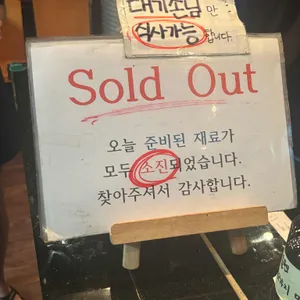 대기손님만
식사가능합니다.
Sold Out
오늘 준비된 재료가
모두 소진되었습니다.
찾아주셔서 감사합니다.